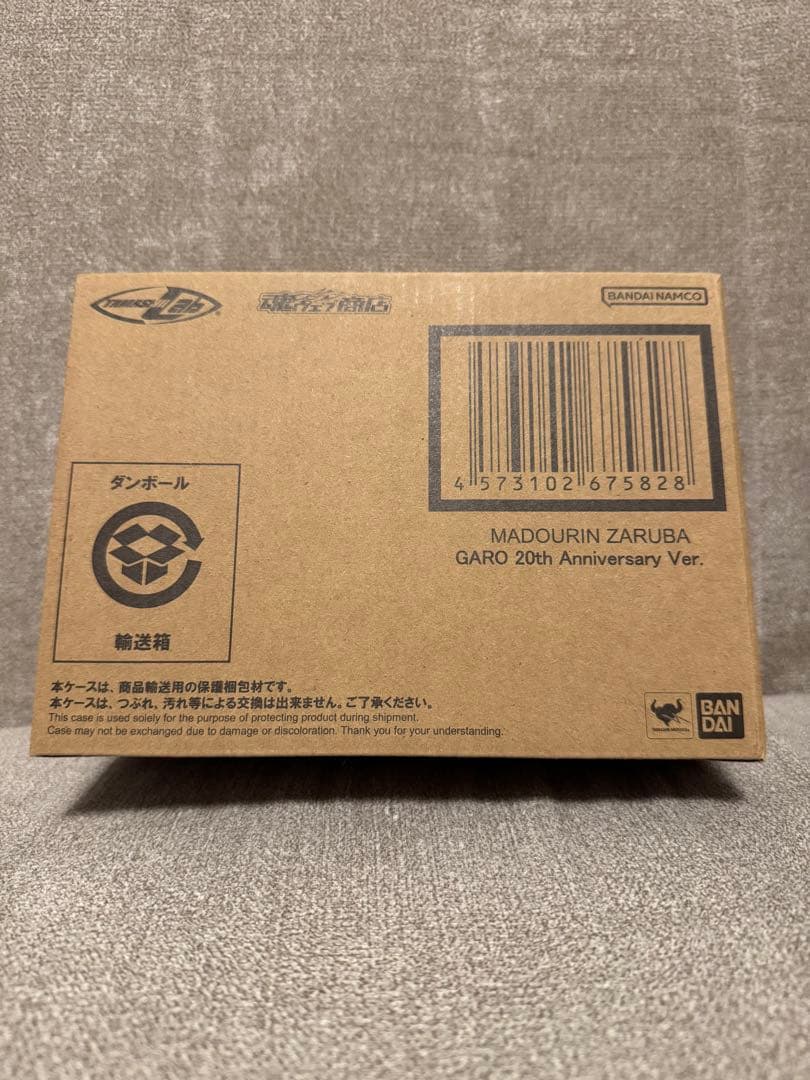 TAMASHII Lab
魂ウェブ商店
BANDAI NAMCO
4 573102 675828
MADOURIN ZARUBA
GARO 20th Anniversary Ver.
ダンボール
輸送箱
本ケースは、商品輸送用の保護梱包材です。
本ケースは、つぶれ、汚れ等による交換は出来ません。ご了承ください。
This case is used solely for the purpose of protecting product during shipment.
Case may not be exchanged due to damage or discoloration. Thank you for your understanding.
BAN
DAI